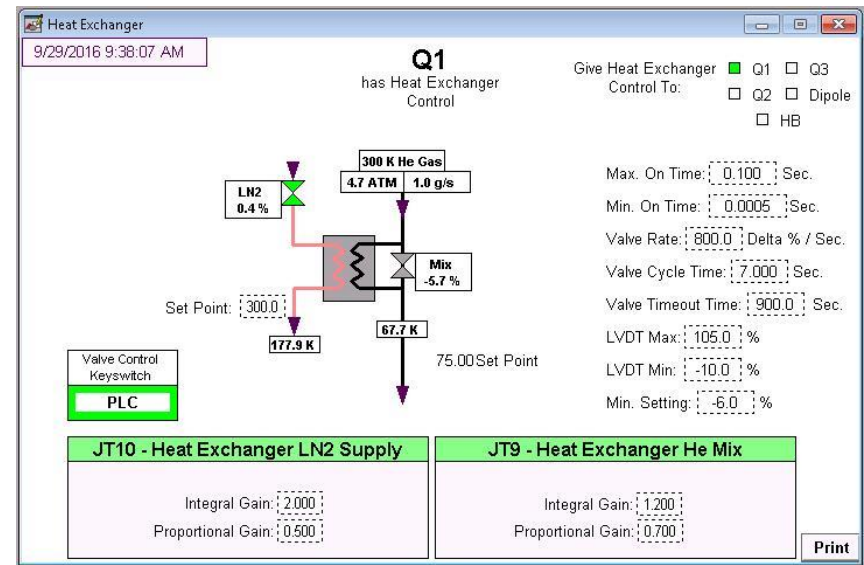 Heat Exchanger
9/29/2016 9:38:07 AM
Q1
has Heat Exchanger
Control
Give Heat Exchanger
Control To:
Q1 Q3
Q2 Dipole
HB
300 K He Gas
4.7 ATM 1.0 g/s
LN2
0.4 %
Mix
-5.7 %
Set Point: 300.0
177.9 K
67.7 K
75.00 Set Point
Max. On Time: 0.100 Sec.
Min. On Time: 0.0005 Sec.
Valve Rate: 800.0 Delta % / Sec.
Valve Cycle Time: 7.000 Sec.
Valve Timeout Time: 900.0 Sec.
LVDT Max: 105.0 %
LVDT Min: -10.0 %
Min. Setting: -6.0 %
Valve Control
Keyswitch
PLC
JT10 - Heat Exchanger LN2 Supply
Integral Gain: 2.000
Proportional Gain: 0.500
JT9 - Heat Exchanger He Mix
Integral Gain: 1.200
Proportional Gain: 0.700
Print